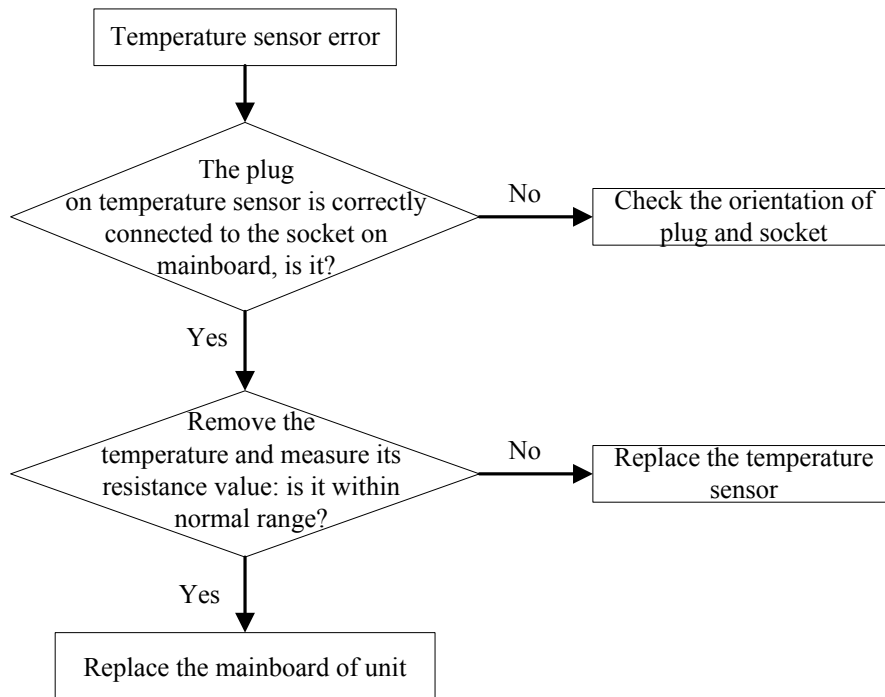 Temperature sensor error
The plug
on temperature sensor is correctly
connected to the socket on
mainboard, is it?
No
Check the orientation of
plug and socket
Yes
Remove the
temperature and measure its
resistance value: is it within
normal range?
No
Replace the temperature
sensor
Yes
Replace the mainboard of unit